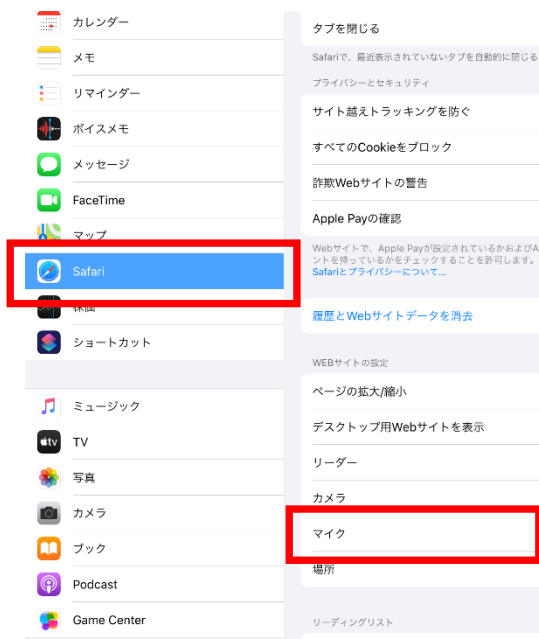 カレンダー
メモ
リマインダー
ボイスメモ
メッセージ
FaceTime
マップ
Safari
株価
ショートカット
ミュージック
tv
TV
写真
カメラ
ブック
Podcast
Game Center
タブを閉じる
Safariで、最近表示されていないタブを自動的に閉じる
プライバシーとセキュリティ
サイト越えトラッキングを防ぐ
すべてのCookieをブロック
詐欺Webサイトの警告
Apple Payの確認
Webサイトで、Apple Payが設定されているかおよびA
ントを持っているかをチェックすることを許可します。
Safariとプライバシーについて...
履歴とWebサイトデータを消去
WEBサイトの設定
ページの拡大/縮小
デスクトップ用Webサイトを表示
リーダー
カメラ
マイク
場所
リーディングリスト